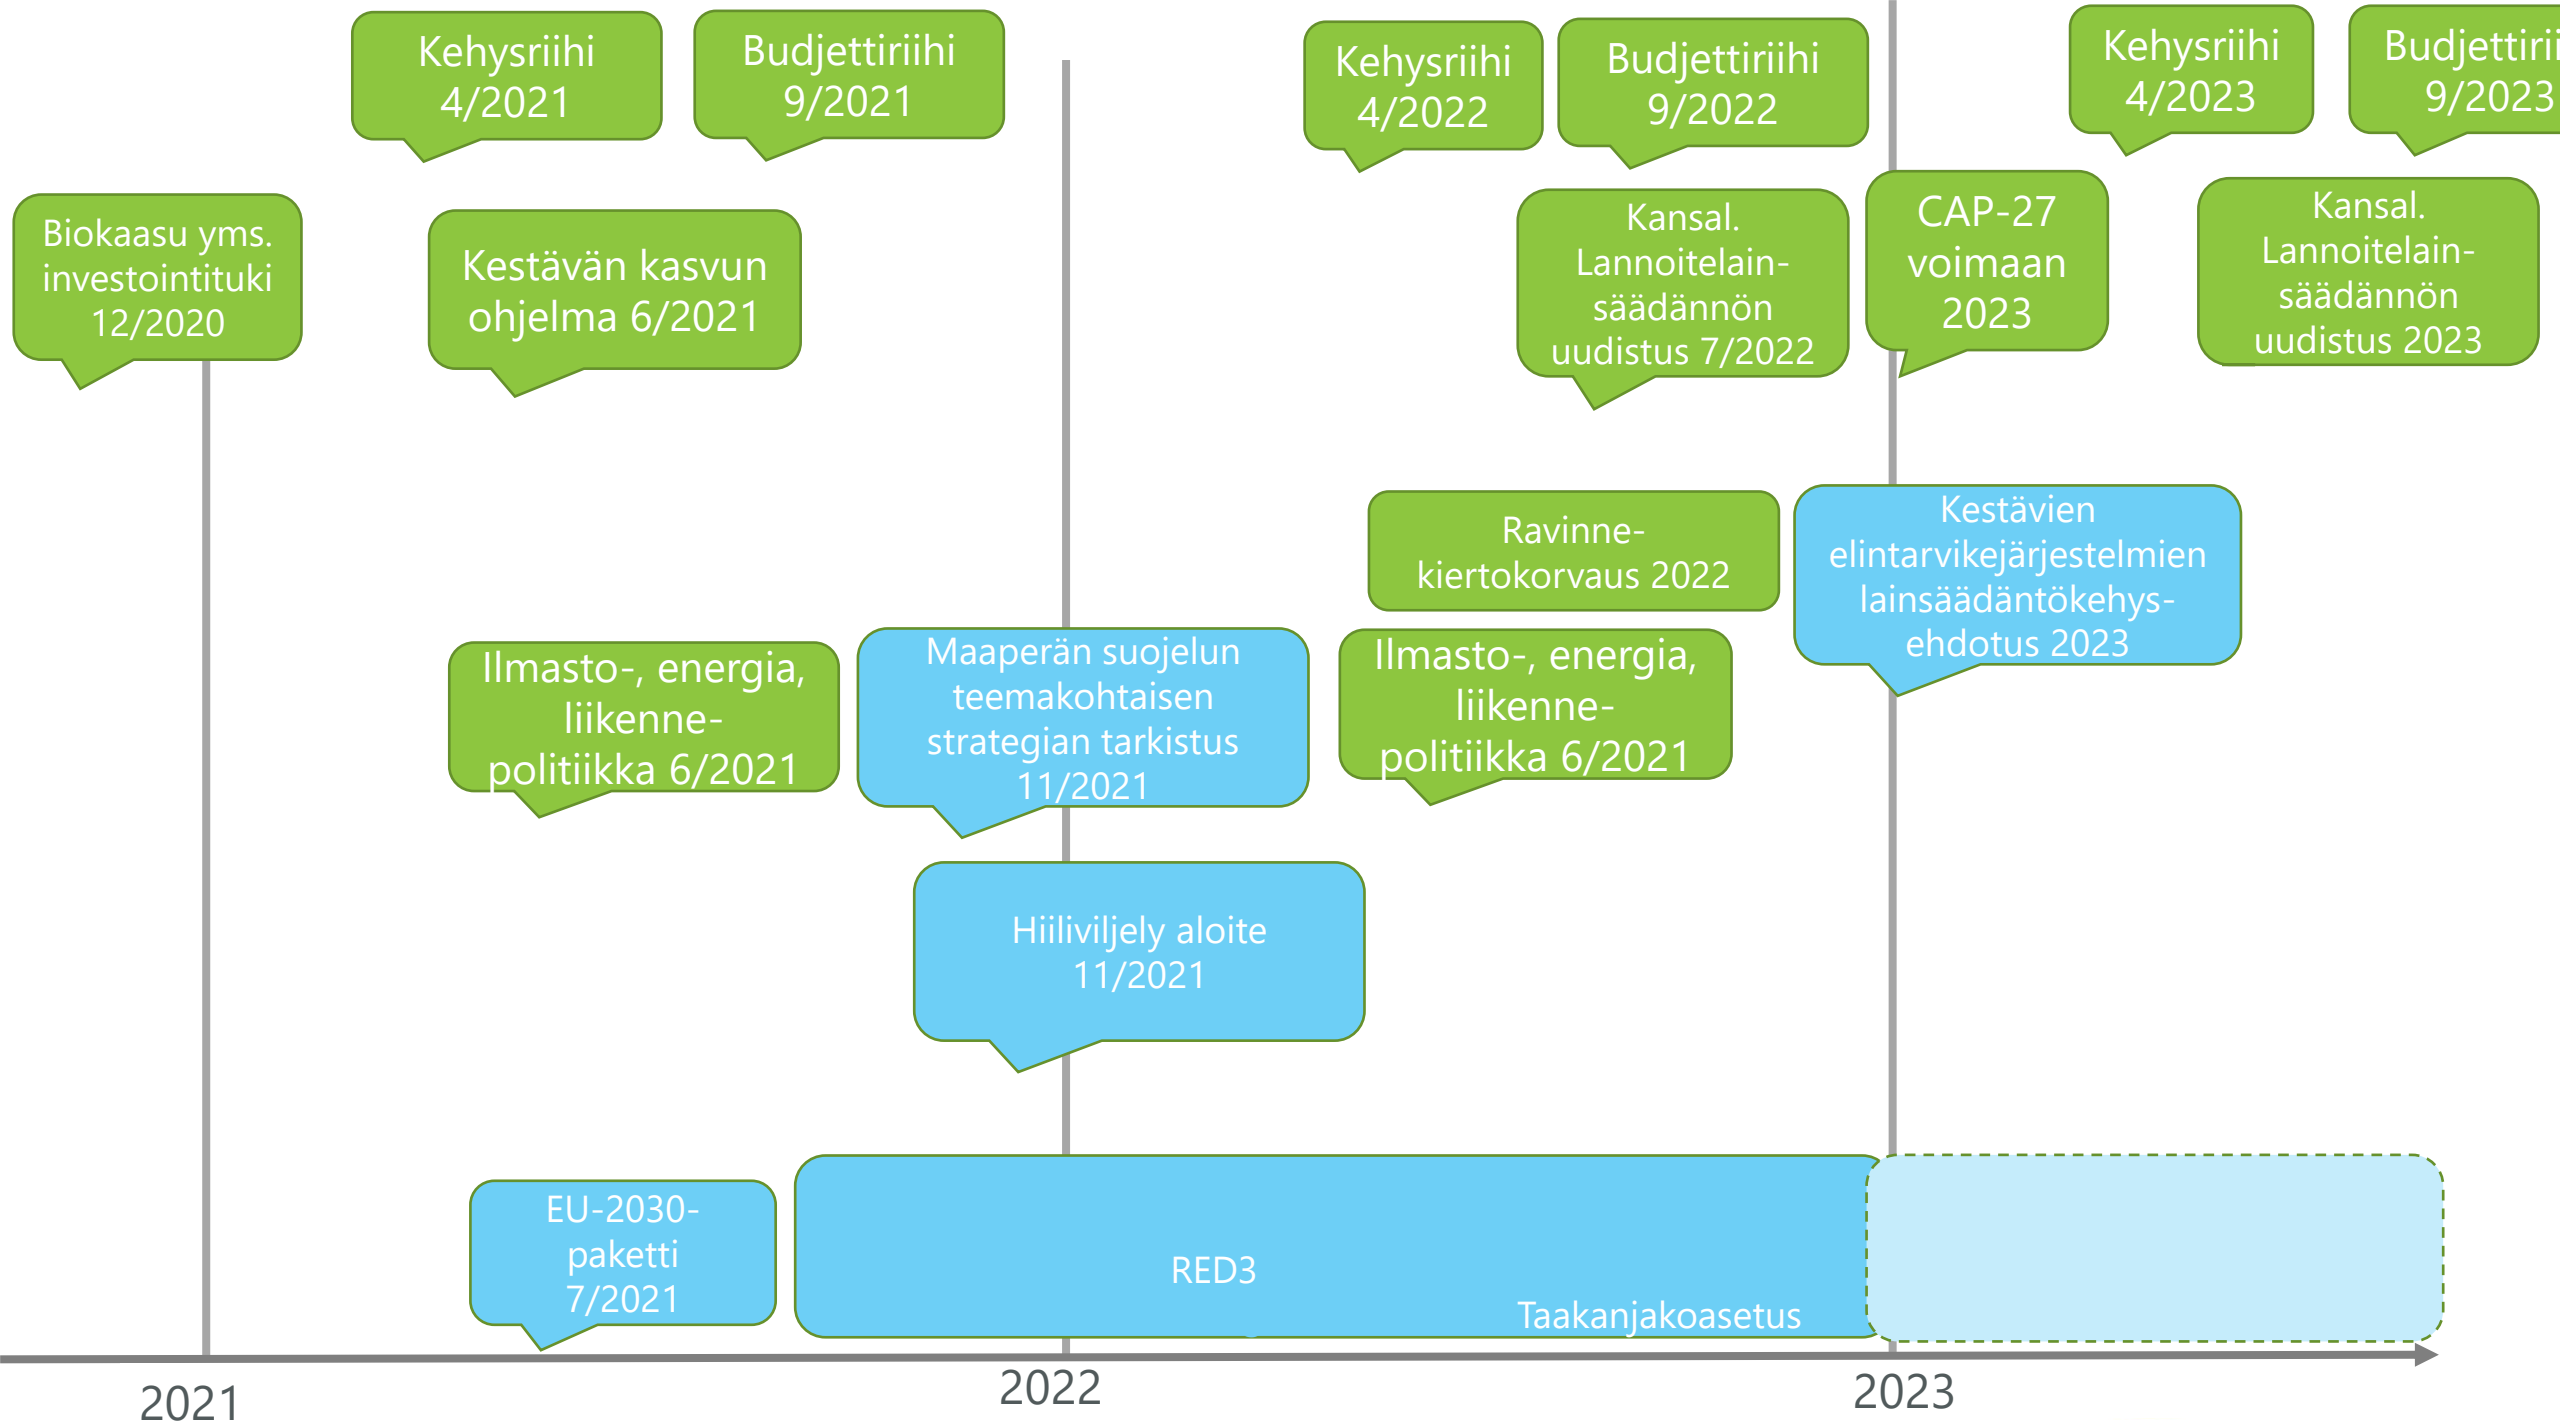 Kehysriihi
4/2021
Budjettiriihi
9/2021
Kehysriihi
4/2022
Budjettiriihi
9/2022
Kehysriihi
4/2023
Budjettirii
9/2023
Biokaasu yms.
investointituki
12/2020
Kestävän kasvun
ohjelma 6/2021
Kansal.
Lannoitelain-
säädännön
uudistus 7/2022
CAP-27
voimaan
2023
Kansal.
Lannoitelain-
säädännön
uudistus 2023
Ravinne-
kiertokorvaus 2022
Kestävien
elintarvikejärjestelmien
lainsäädäntökehys-
ehdotus 2023
Ilmasto-, energia,
liikenne-
politiikka 6/2021
Maaperän suojelun
teemakohtaisen
strategian tarkistus
11/2021
Ilmasto-, energia,
liikenne-
politiikka 6/2021
Hiiliviljely aloite
11/2021
EU-2030-
paketti
7/2021
RED3
Taakanjakoasetus
2021
2022
2023